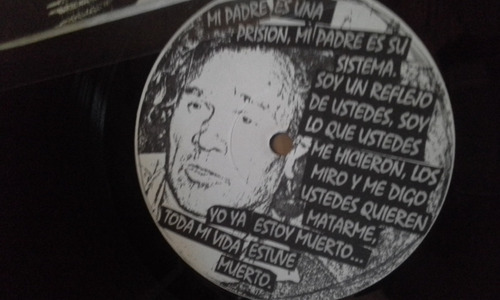 MI PADRE ES UNA
PRISION, MI PADRE ES SU
SISTEMA.
SOY UN REFLEJO
DE USTEDES, SOY
LO QUE USTEDES
ME HICIERON, LOS
MIRO Y ME DIGO
USTEDES QUIEREN
MATARME,
YO YA ESTOY MUERTO...
TODA MI VIDA ESTUVE
MUERTO.